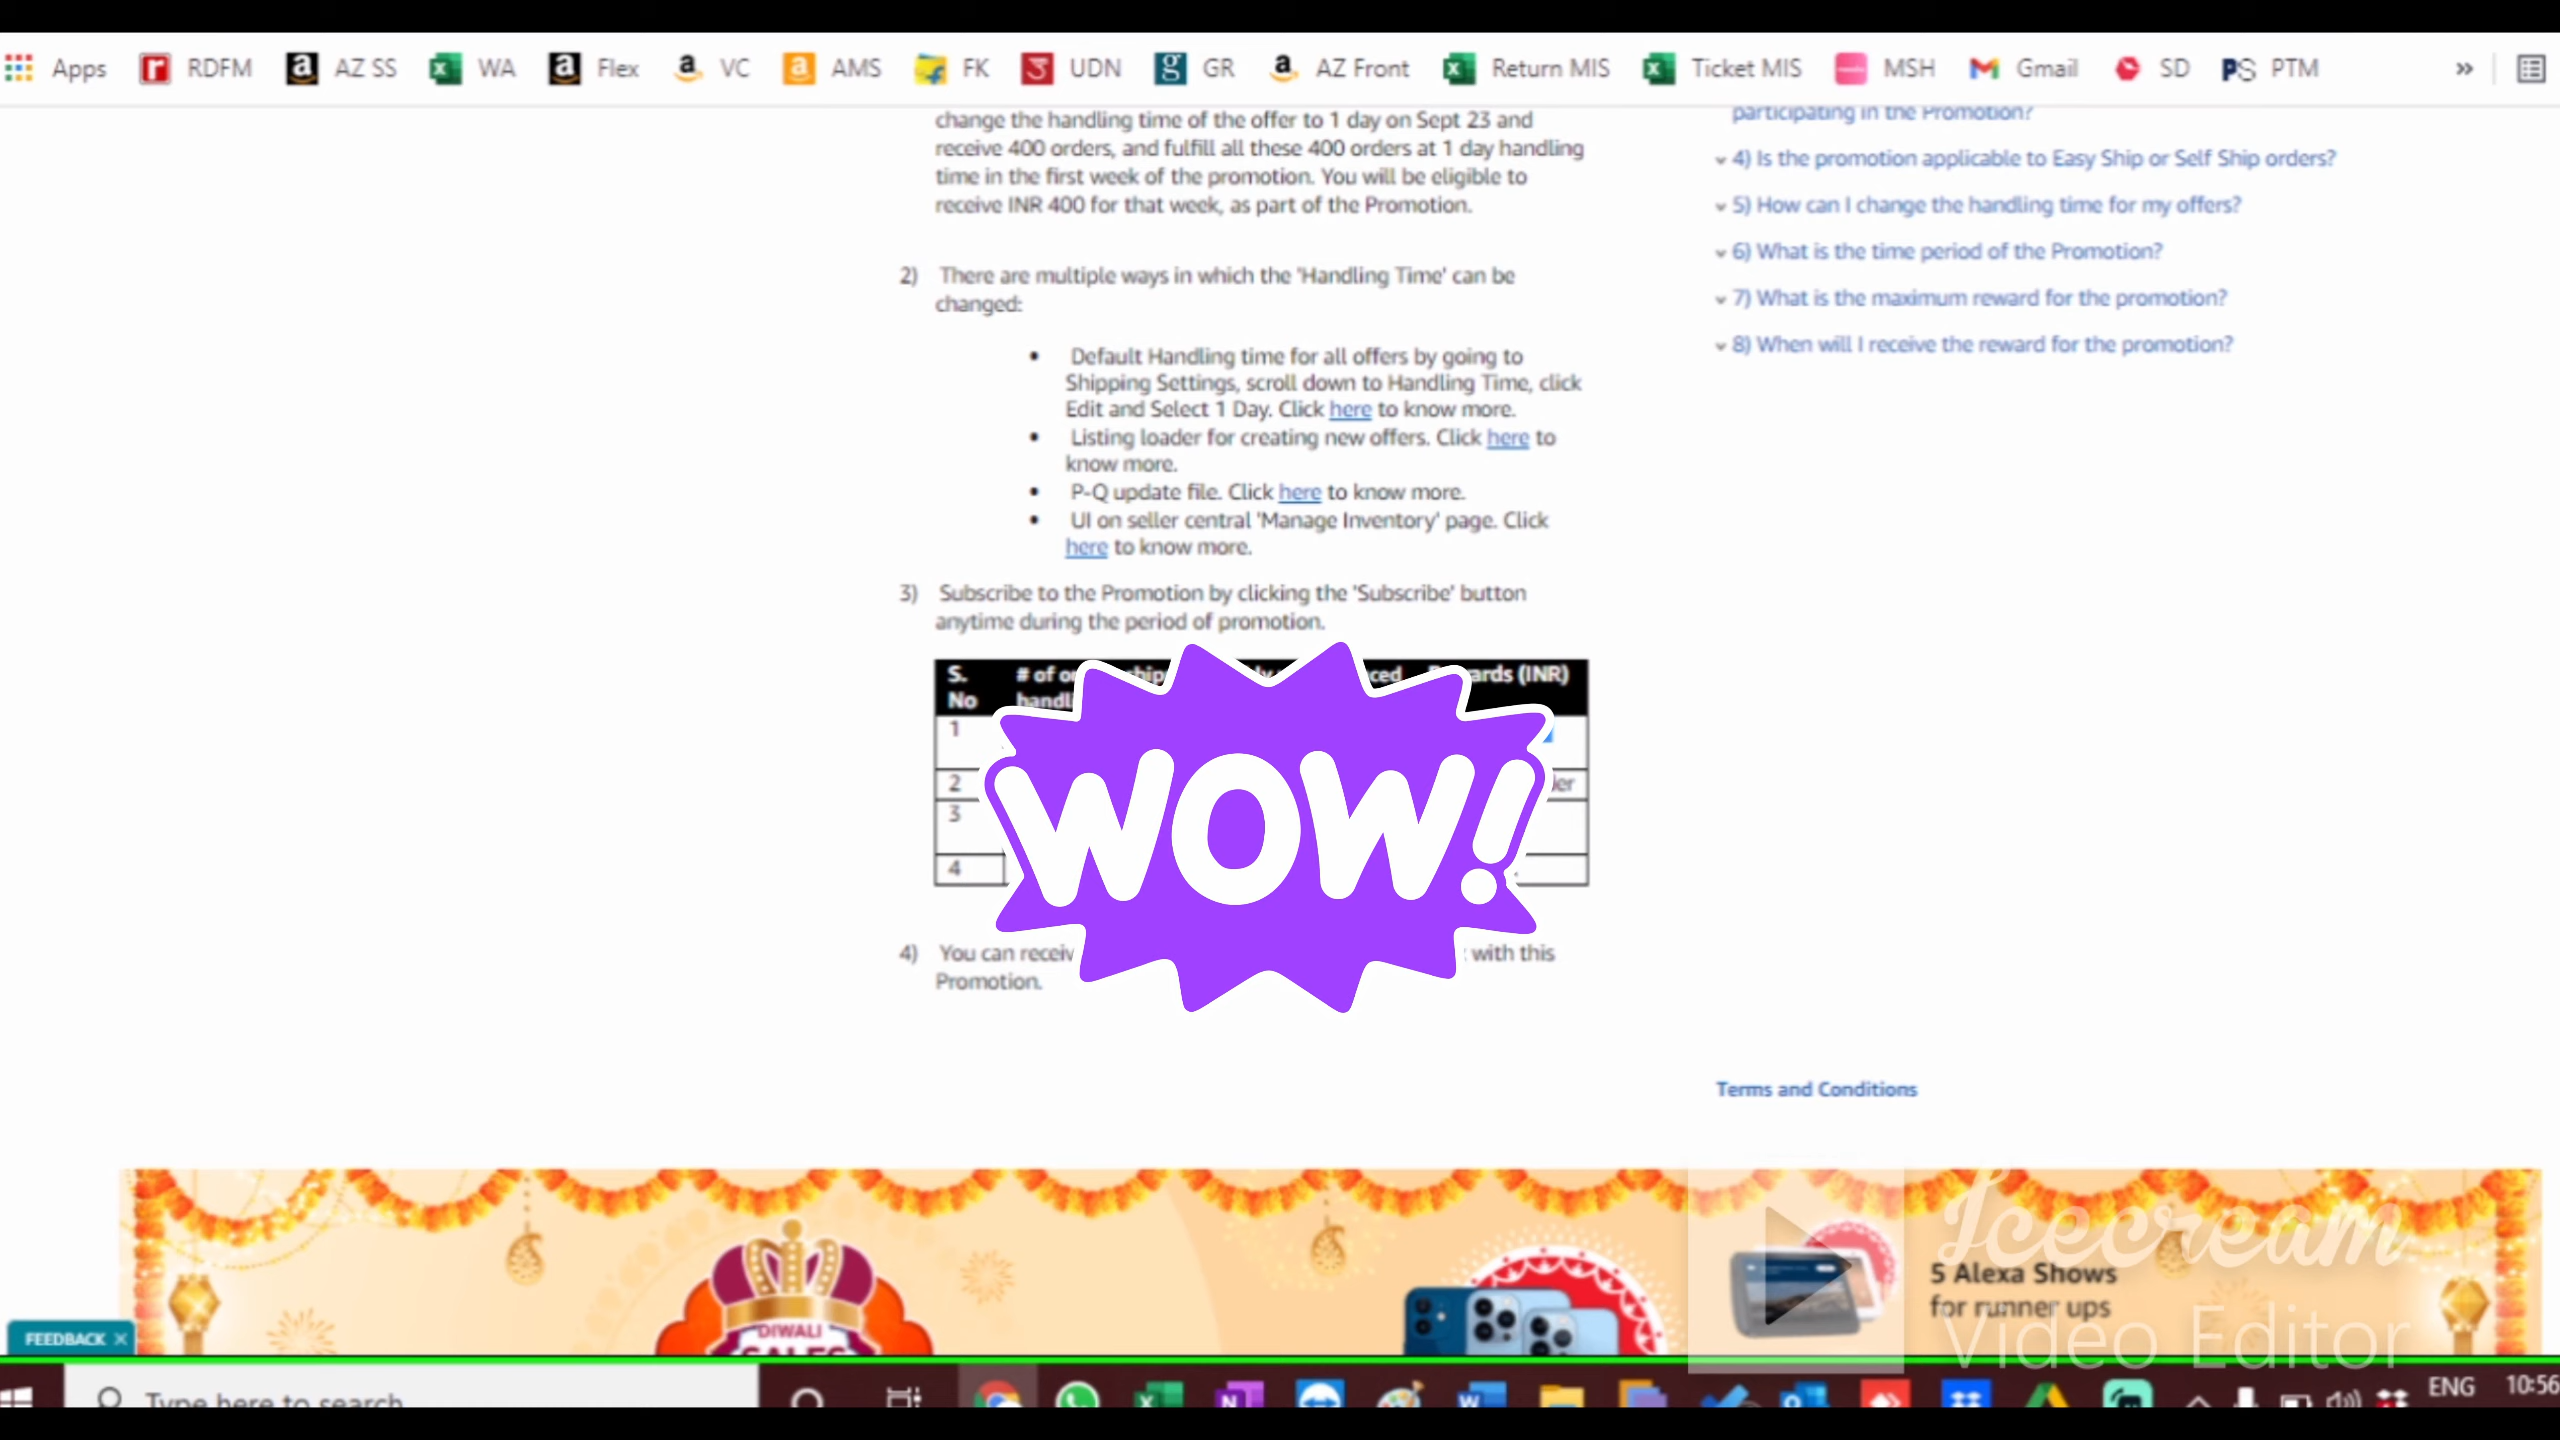 Apps RDFM AZ SS WA Flex VC AMS FK UDN GR AZ Front Return MIS Ticket MIS MSH Gmail SD PTM »
change the handling time of the offer to 1 day on Sept 23 and
receive 400 orders, and fulfill all these 400 orders at 1 day handling
time in the first week of the promotion. You will be eligible to
receive INR 400 for that week, as part of the Promotion.
2) There are multiple ways in which the 'Handling Time' can be
changed:
• Default Handling time for all offers by going to
Shipping Settings, scroll down to Handling Time, click
Edit and Select 1 Day. Click here to know more.
• Listing loader for creating new offers. Click here to
know more.
• P-Q update file. Click here to know more.
• UI on seller central 'Manage Inventory' page. Click
here to know more.
3) Subscribe to the Promotion by clicking the 'Subscribe' button
anytime during the period of promotion.
S. # of (INR)
No
1
2
3
4
WOW!
4) You can with this
Promotion.
participating in the Promotion?
4) Is the promotion applicable to Easy Ship or Self Ship orders?
5) How can I change the handling time for my offers?
6) What is the time period of the Promotion?
7) What is the maximum reward for the promotion?
8) When will I receive the reward for the promotion?
Terms and Conditions
DIWALI
SALES
5 Alexa Shows
for runner ups
Icecream
Video Editor
FEEDBACK ×
Type here to search
ENG 10:56